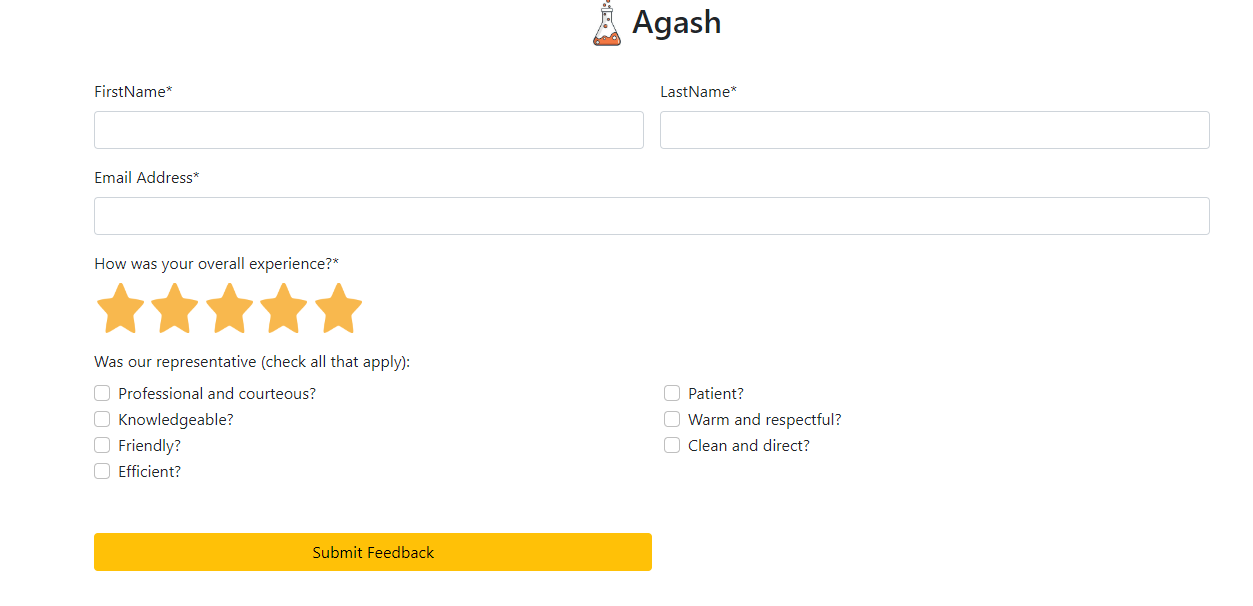 Agash
FirstName* LastName*
Email Address*
How was your overall experience?*
Was our representative (check all that apply):
Professional and courteous? Patient?
Knowledgeable? Warm and respectful?
Friendly? Clean and direct?
Efficient?
Submit Feedback